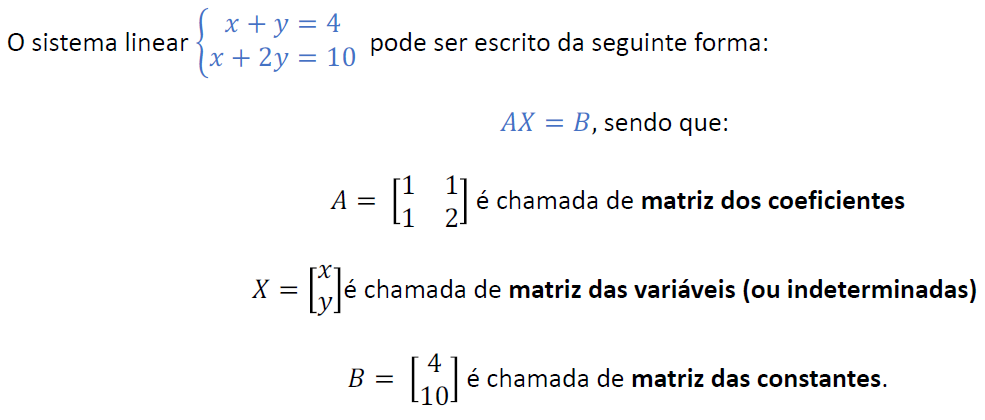 O sistema linear { x + y = 4
x + 2y = 10 pode ser escrito da seguinte forma:
AX = B, sendo que:
A = [1 1
1 2] é chamada de matriz dos coeficientes
X = [x
y] é chamada de matriz das variáveis (ou indeterminadas)
B = [4
10] é chamada de matriz das constantes.